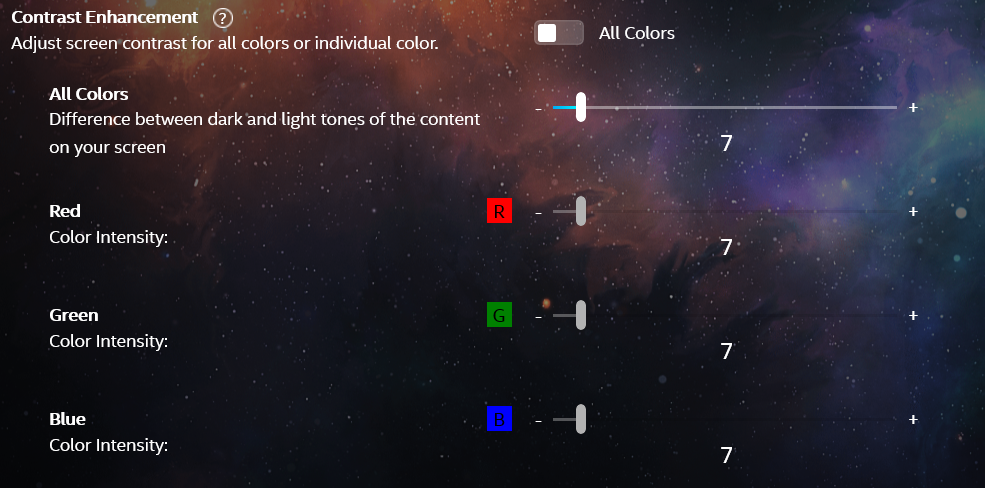 Contrast Enhancement ?
Adjust screen contrast for all colors or individual color.
All Colors
All Colors
Difference between dark and light tones of the content
on your screen
- +
7
Red
Color Intensity:
R - +
7
Green
Color Intensity:
G - +
7
Blue
Color Intensity:
B - +
7